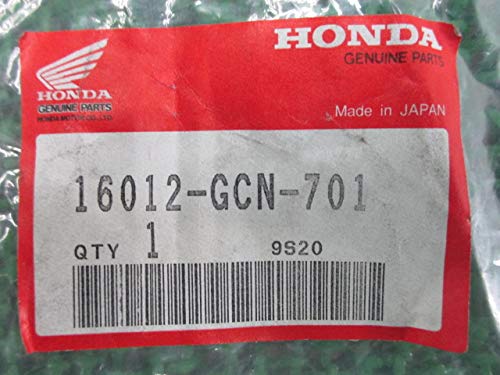 HONDA
GENUINE PARTS
HONDA MOTOR CO., LTD.
HONDA
GENUINE PARTS
Made in JAPAN
16012-GCN-701
QTY 1 9S20